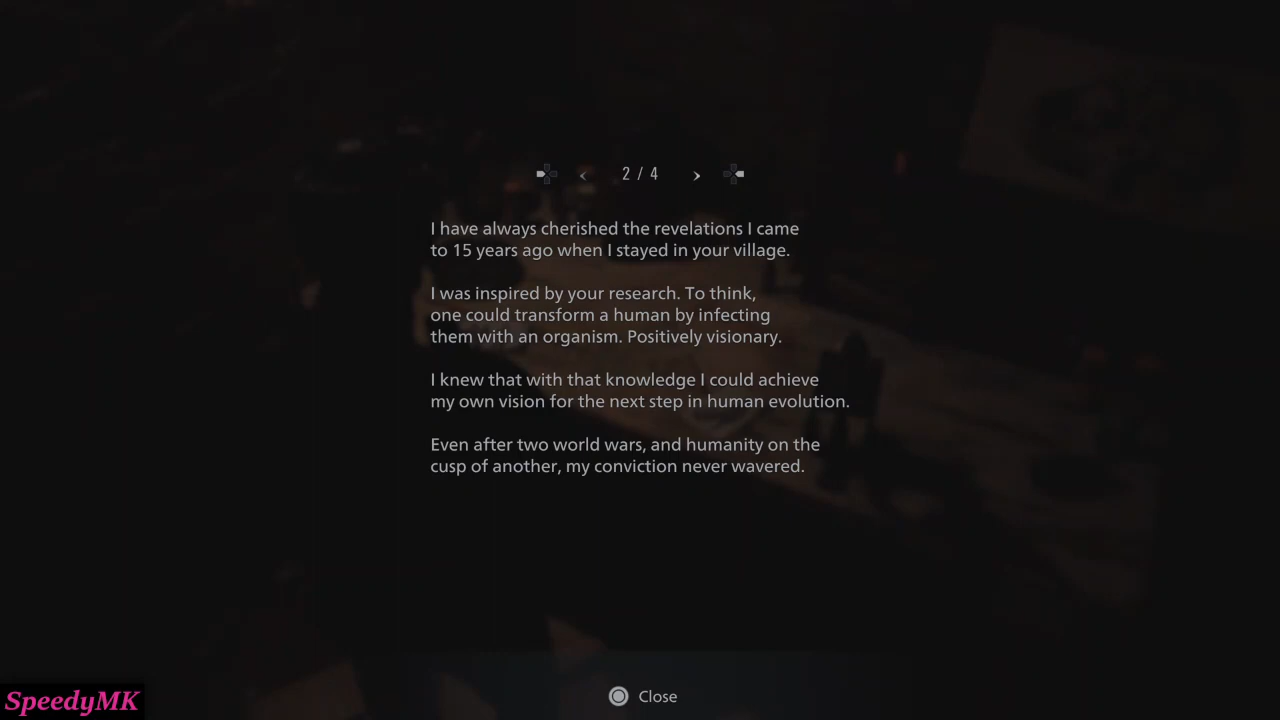 2 / 4
I have always cherished the revelations I came
to 15 years ago when I stayed in your village.
I was inspired by your research. To think,
one could transform a human by infecting
them with an organism. Positively visionary.
I knew that with that knowledge I could achieve
my own vision for the next step in human evolution.
Even after two world wars, and humanity on the
cusp of another, my conviction never wavered.
Close
SpeedyMK